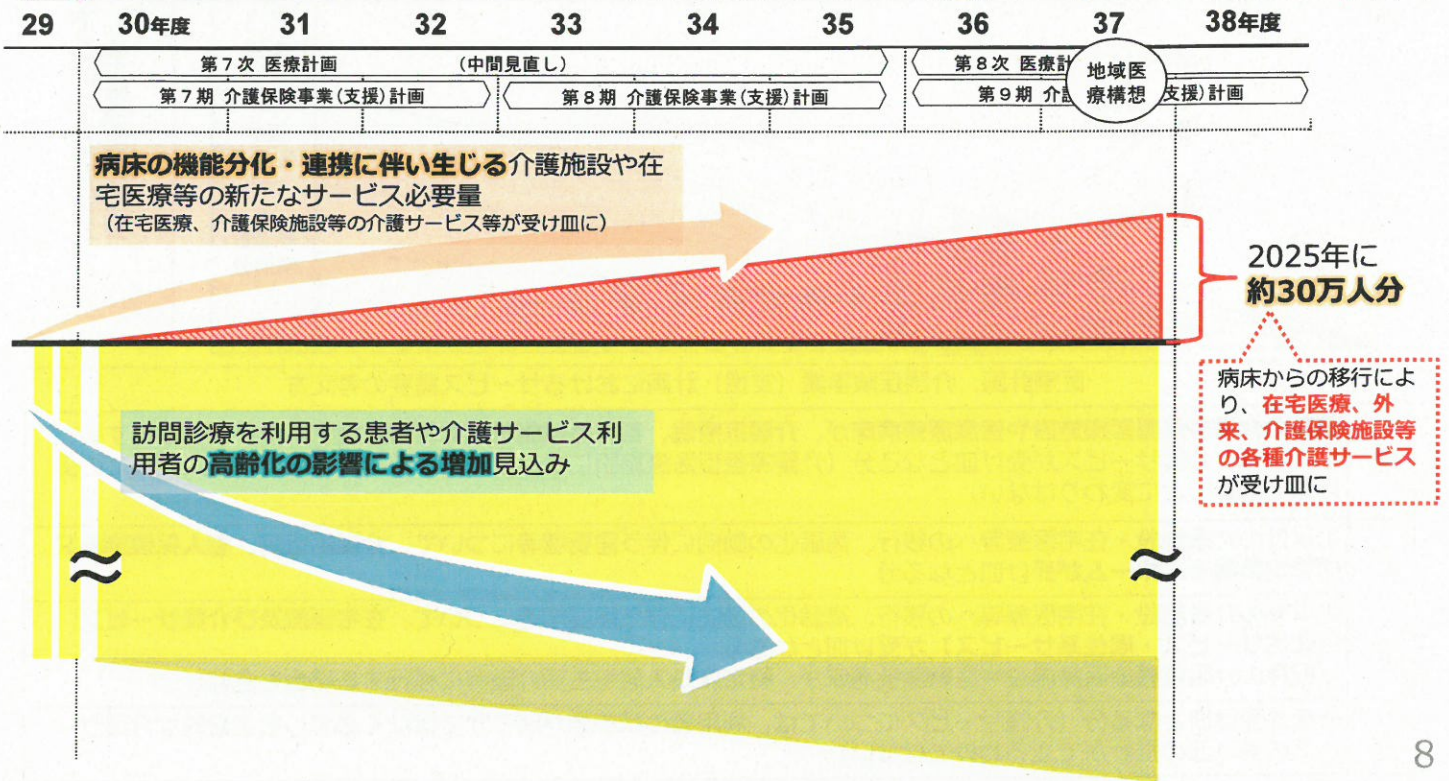 29 30年度 31 32 33 34 35 36 37 38年度
第7次 医療計画 (中間見直し) 第8次 医療計
第7期 介護保険事業(支援)計画 第8期 介護保険事業(支援)計画 第9期 介護 支援)計画
地域医
療構想
病床の機能分化・連携に伴い生じる介護施設や在
宅医療等の新たなサービス必要量
(在宅医療、介護保険施設等の介護サービス等が受け皿に)
2025年に
約30万人分
病床からの移行によ
り、在宅医療、外
来、介護保険施設等
の各種介護サービス
が受け皿に
訪問診療を利用する患者や介護サービス利
用者の高齢化の影響による増加見込み
8